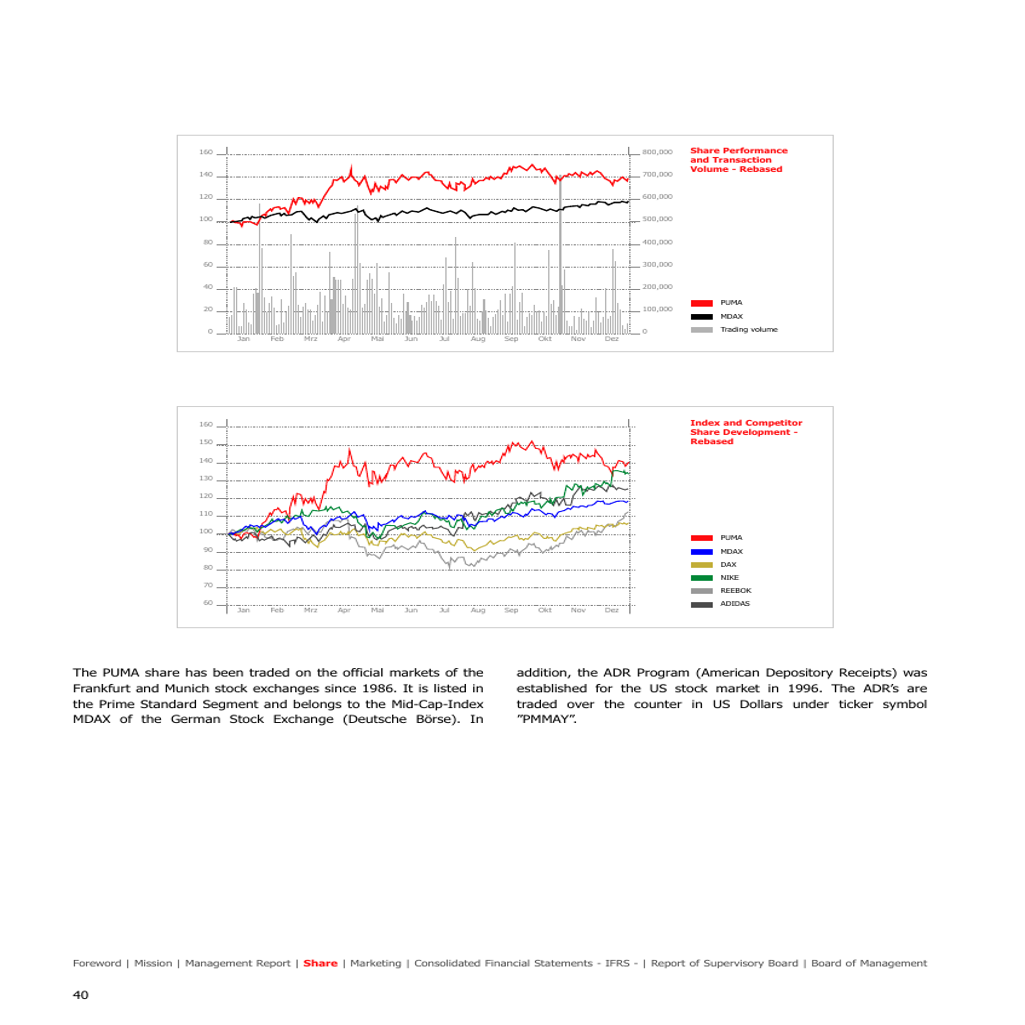 Share Performance
and Transaction
Volume - Rebased
160
140
120
100
80
60
40
20
0
800,000
700,000
600,000
500,000
400,000
300,000
200,000
100,000
0
Jan Feb Mrz Apr Mai Jun Jul Aug Sep Okt Nov Dez
PUMA
MDAX
Trading volume
Index and Competitor
Share Development -
Rebased
160
150
140
130
120
110
100
90
80
70
60
Jan Feb Mrz Apr Mai Jun Jul Aug Sep Okt Nov Dez
PUMA
MDAX
DAX
NIKE
REEBOK
ADIDAS
The PUMA share has been traded on the official markets of the
Frankfurt and Munich stock exchanges since 1986. It is listed in
the Prime Standard Segment and belongs to the Mid-Cap-Index
MDAX of the German Stock Exchange (Deutsche Börse). In
addition, the ADR Program (American Depository Receipts) was
established for the US stock market in 1996. The ADR’s are
traded over the counter in US Dollars under ticker symbol
”PMMAY”.
Foreword | Mission | Management Report | Share | Marketing | Consolidated Financial Statements - IFRS - | Report of Supervisory Board | Board of Management
40